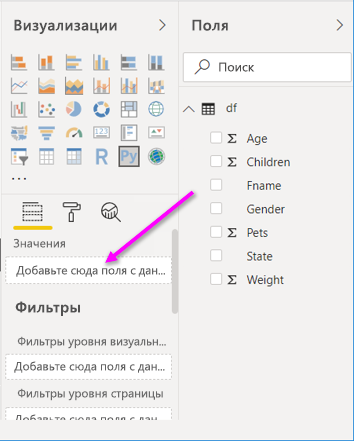 Визуализации
Поля
Поиск
df
Σ Age
Σ Children
Fname
Gender
Σ Pets
State
Σ Weight
123
R
Py
...
Значения
Добавьте сюда поля с дан...
Фильтры
Фильтры уровня визуальн...
Добавьте сюда поля с дан...
Фильтры уровня страницы
Добавьте сюда поля с дан...